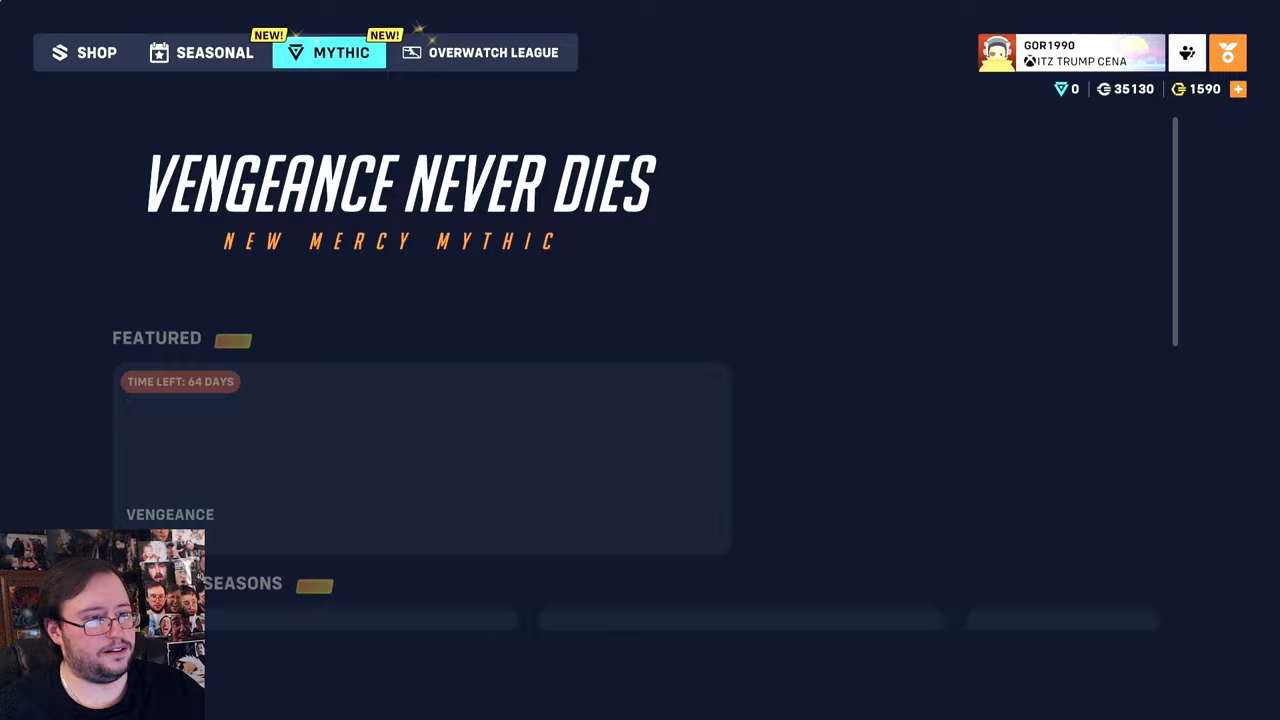 SHOP
NEW!
SEASONAL
MYTHIC
NEW!
OVERWATCH LEAGUE
GOR1990
ITZ TRUMP CENA
0
35130
1590
VENGEANCE NEVER DIES
NEW MERCY MYTHIC
FEATURED
TIME LEFT: 64 DAYS
VENGEANCE
SEASONS